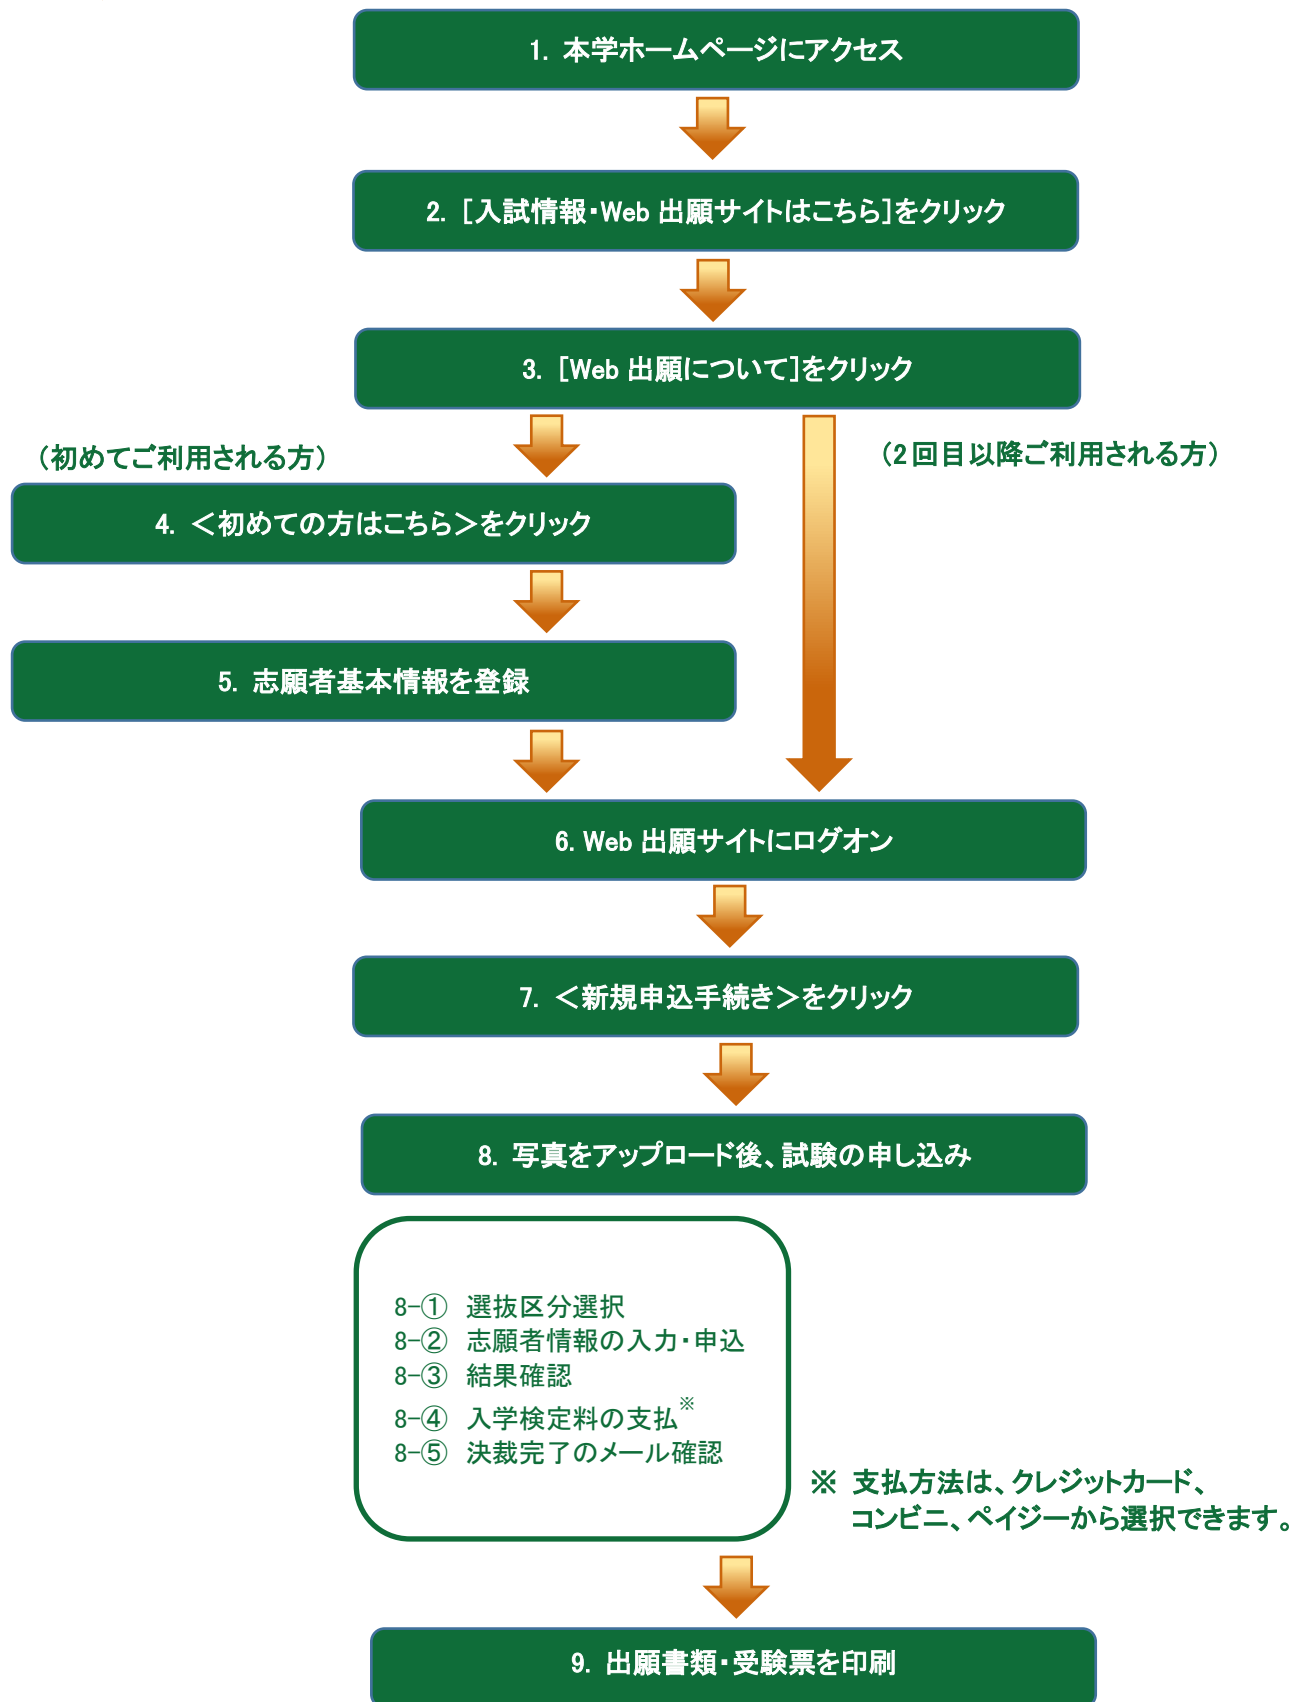 1. 本学ホームページにアクセス
2. [入試情報・Web 出願サイトはこちら]をクリック
3. [Web 出願について]をクリック
(初めてご利用される方)
(2回目以降ご利用される方)
4. <初めての方はこちら>をクリック
5. 志願者基本情報を登録
6. Web 出願サイトにログオン
7. <新規申込手続き>をクリック
8. 写真をアップロード後、試験の申し込み
8-① 選抜区分選択
8-② 志願者情報の入力・申込
8-③ 結果確認
8-④ 入学検定料の支払※
8-⑤ 決裁完了のメール確認
※ 支払方法は、クレジットカード、
コンビニ、ペイジーから選択できます。
9. 出願書類・受験票を印刷